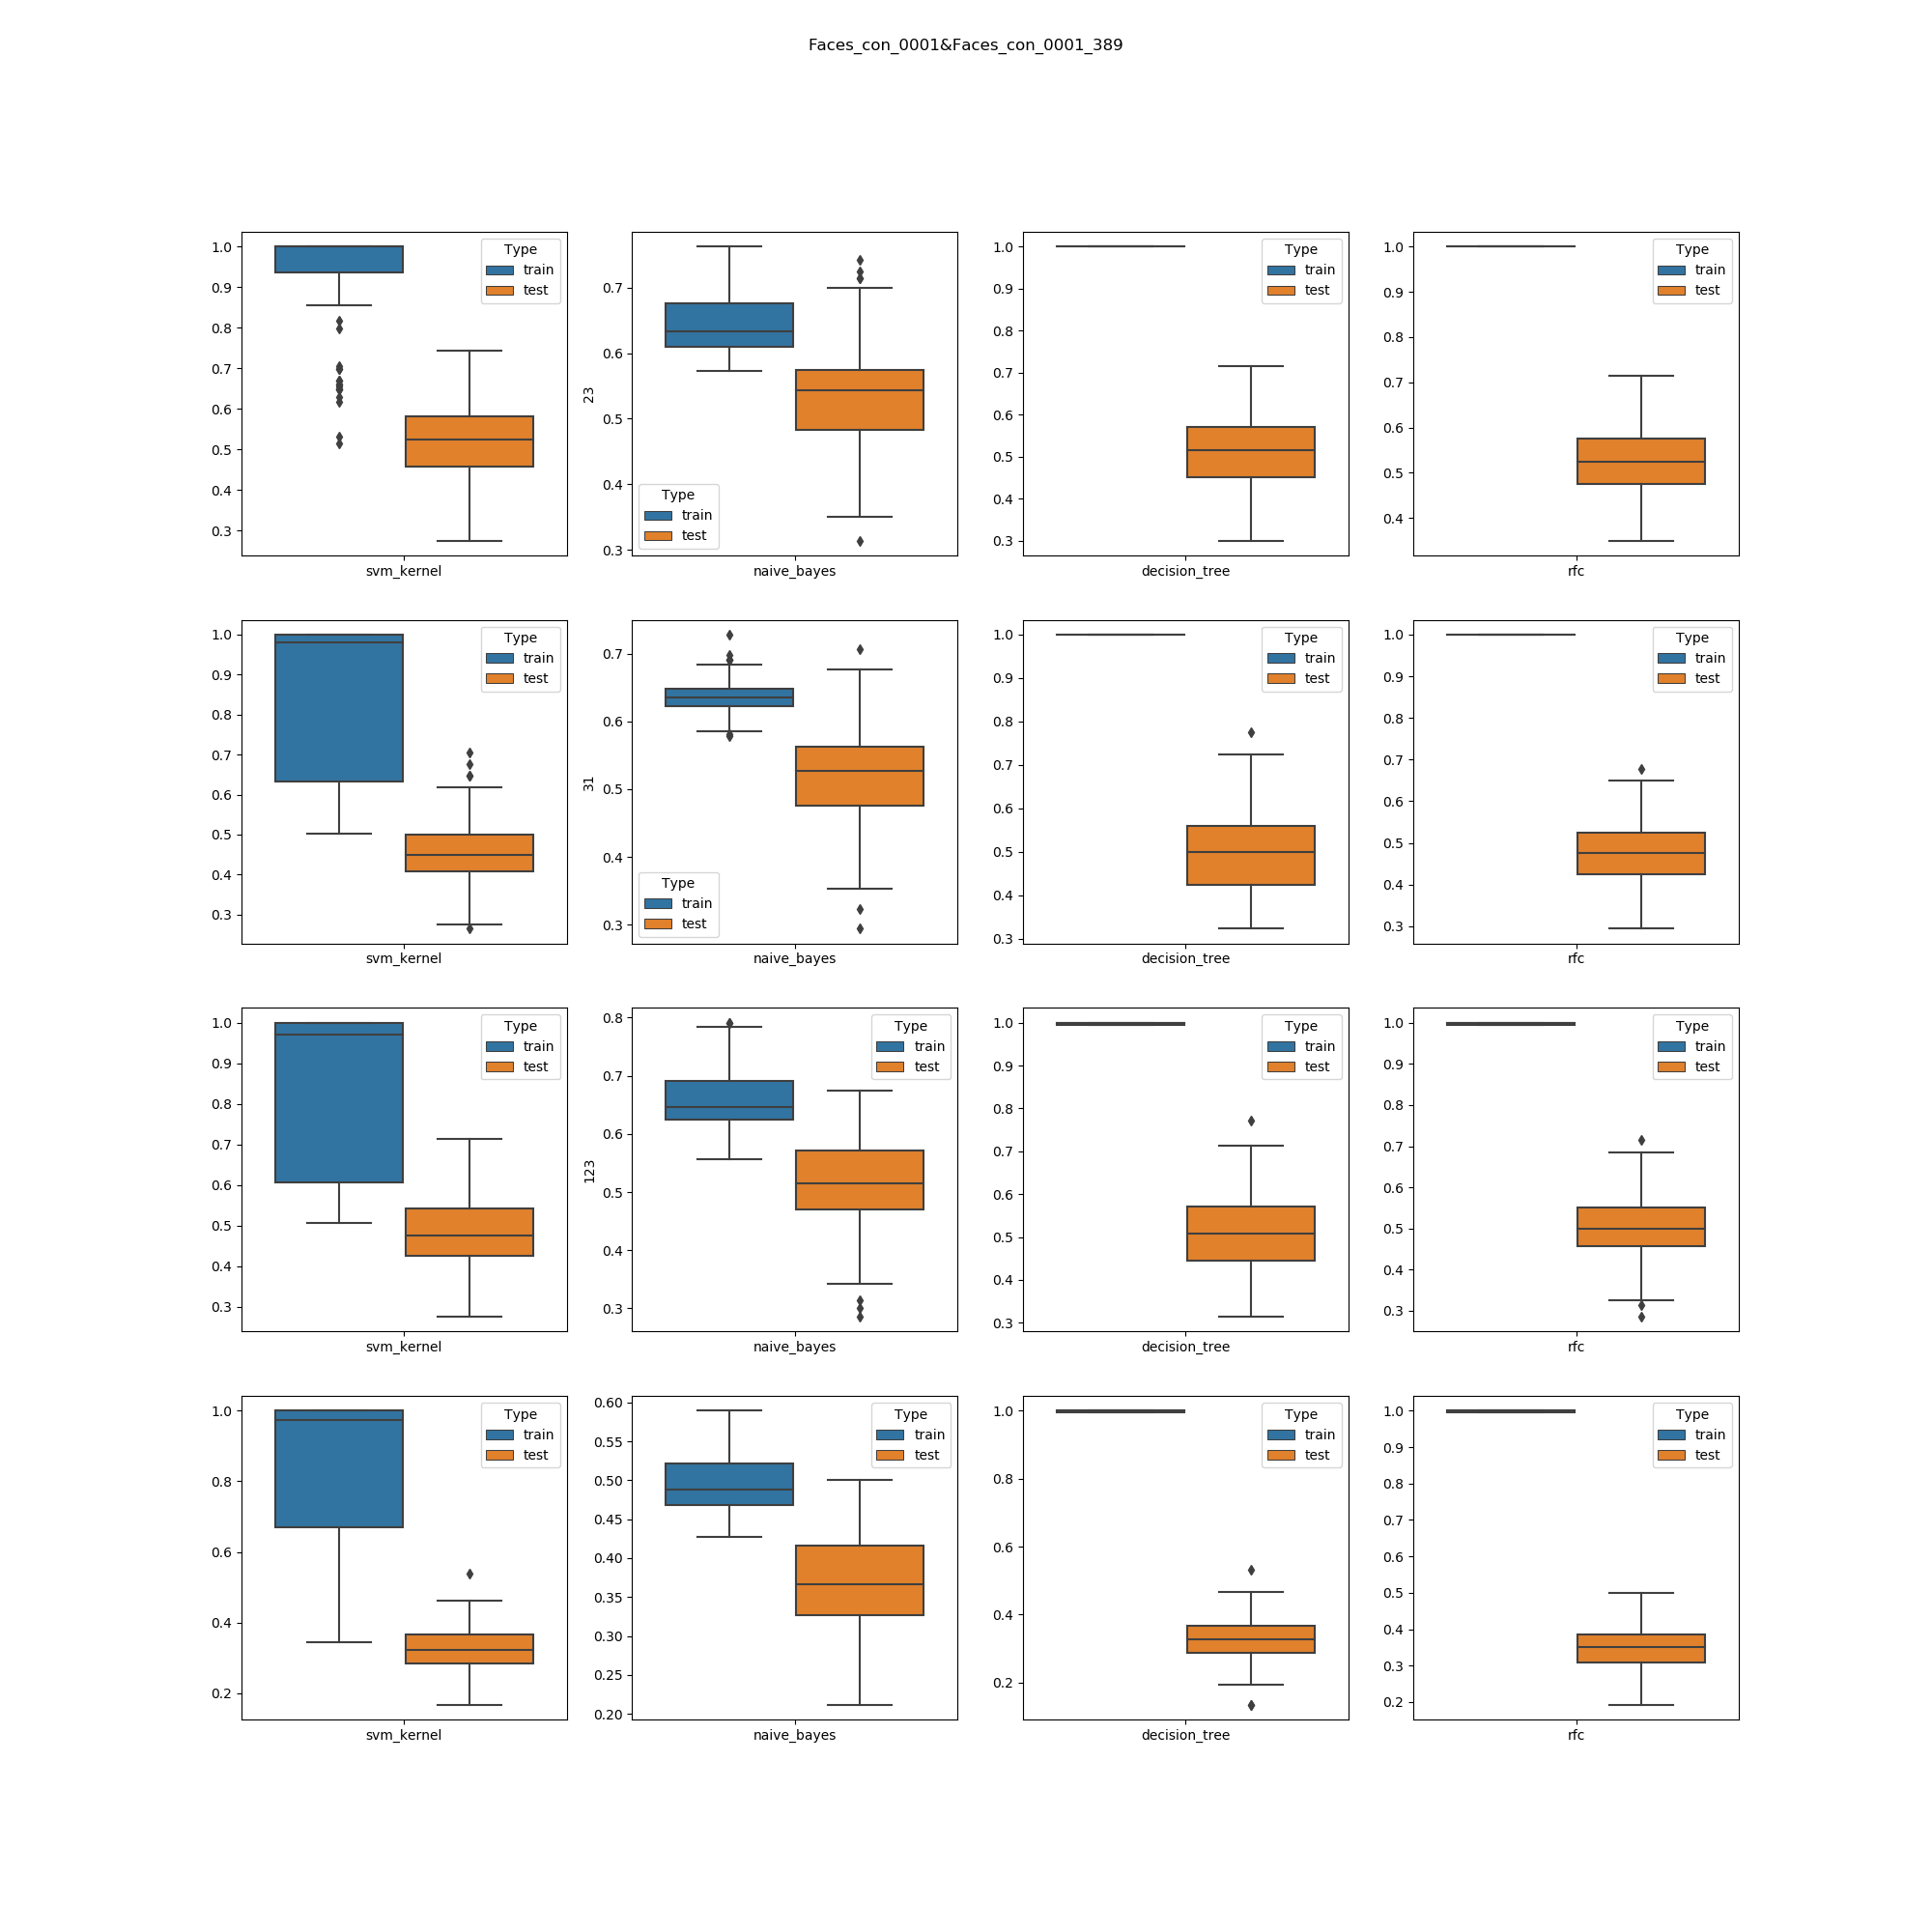 Faces_con_0001&Faces_con_0001_389
1.0
0.9
0.8
0.7
0.6
0.5
0.4
0.3
Type
train
test
svm_kernel
23
0.7
0.6
0.5
0.4
0.3
Type
train
test
naive_bayes
1.0
0.9
0.8
0.7
0.6
0.5
0.4
0.3
Type
train
test
decision_tree
1.0
0.9
0.8
0.7
0.6
0.5
0.4
Type
train
test
rfc
1.0
0.9
0.8
0.7
0.6
0.5
0.4
0.3
Type
train
test
svm_kernel
31
0.7
0.6
0.5
0.4
0.3
Type
train
test
naive_bayes
1.0
0.9
0.8
0.7
0.6
0.5
0.4
0.3
Type
train
test
decision_tree
1.0
0.9
0.8
0.7
0.6
0.5
0.4
0.3
Type
train
test
rfc
1.0
0.9
0.8
0.7
0.6
0.5
0.4
0.3
Type
train
test
svm_kernel
123
0.8
0.7
0.6
0.5
0.4
0.3
Type
train
test
naive_bayes
1.0
0.9
0.8
0.7
0.6
0.5
0.4
0.3
Type
train
test
decision_tree
1.0
0.9
0.8
0.7
0.6
0.5
0.4
0.3
Type
train
test
rfc
1.0
0.8
0.6
0.4
0.2
Type
train
test
svm_kernel
0.60
0.55
0.50
0.45
0.40
0.35
0.30
0.25
0.20
Type
train
test
naive_bayes
1.0
0.8
0.6
0.4
0.2
Type
train
test
decision_tree
1.0
0.9
0.8
0.7
0.6
0.5
0.4
0.3
0.2
Type
train
test
rfc